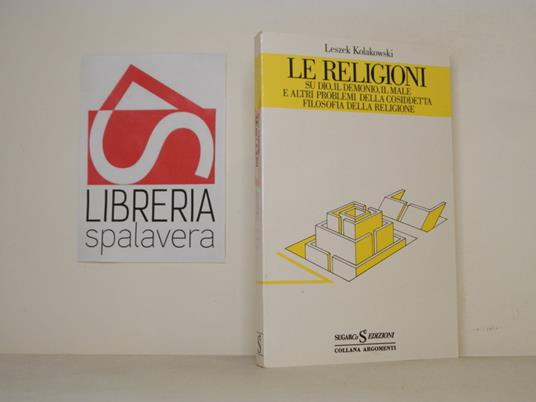 LIBRERIA
spalavera
Leszek Kolakowski
LE RELIGIONI
SU DIO, IL DEMONIO, IL MALE
E ALTRI PROBLEMI DELLA COSIDDETTA
FILOSOFIA DELLA RELIGIONE
SUGARCo EDIZIONI
COLLANA ARGOMENTI